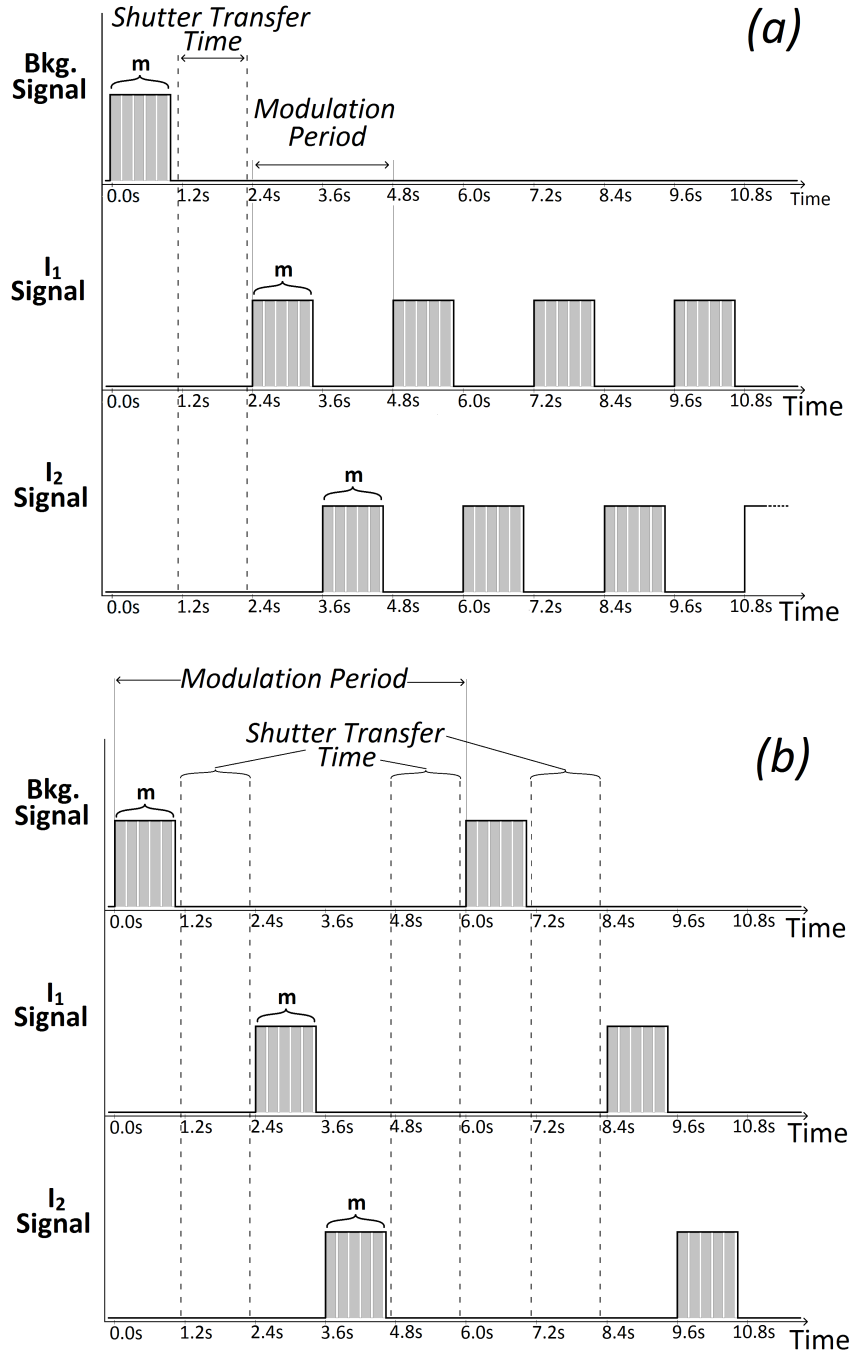 Shutter Transfer
Time
(a)
Bkg.
Signal
m
Modulation
Period
0.0s 1.2s 2.4s 3.6s 4.8s 6.0s 7.2s 8.4s 9.6s 10.8s Time
I1
Signal
m
0.0s 1.2s 2.4s 3.6s 4.8s 6.0s 7.2s 8.4s 9.6s 10.8s Time
I2
Signal
m
0.0s 1.2s 2.4s 3.6s 4.8s 6.0s 7.2s 8.4s 9.6s 10.8s Time
Modulation Period
Shutter Transfer
Time
(b)
Bkg.
Signal
m
0.0s 1.2s 2.4s 3.6s 4.8s 6.0s 7.2s 8.4s 9.6s 10.8s Time
I1
Signal
m
0.0s 1.2s 2.4s 3.6s 4.8s 6.0s 7.2s 8.4s 9.6s 10.8s Time
I2
Signal
m
0.0s 1.2s 2.4s 3.6s 4.8s 6.0s 7.2s 8.4s 9.6s 10.8s Time